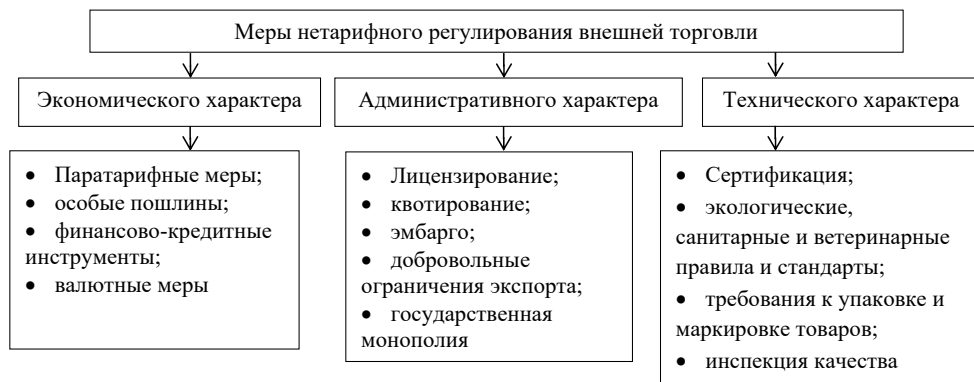 Меры нетарифного регулирования внешней торговли
Экономического характера
Административного характера
Технического характера
• Паратарифные меры;
• особые пошлины;
• финансово-кредитные
инструменты;
• валютные меры
• Лицензирование;
• квотирование;
• эмбарго;
• добровольные
ограничения экспорта;
• государственная
монополия
• Сертификация;
• экологические,
санитарные и ветеринарные
правила и стандарты;
• требования к упаковке и
маркировке товаров;
• инспекция качества